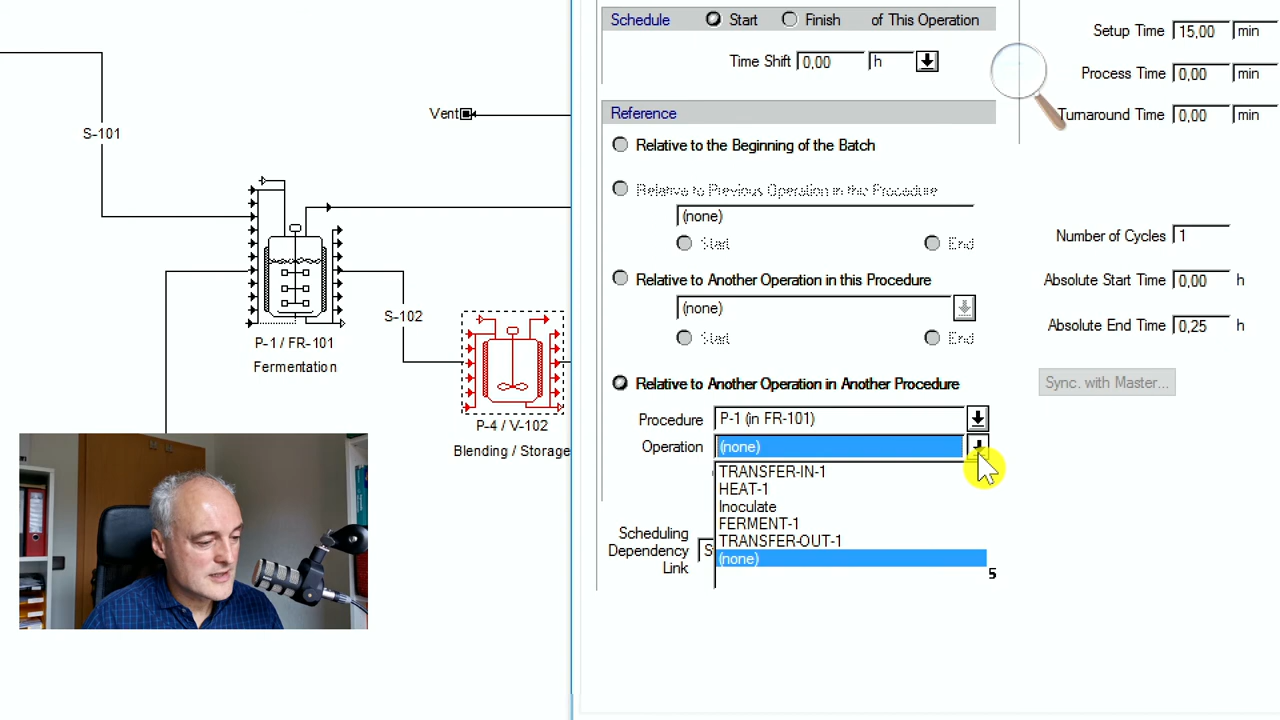 S-101
Vent
S-102
P-1 / FR-101
Fermentation
P-4 / V-102
Blending / Storage
Schedule
Start
Finish
of This Operation
Time Shift 0,00 h
Reference
Relative to the Beginning of the Batch
Relative to Previous Operation in this Procedure
(none)
Start
End
Relative to Another Operation in this Procedure
(none)
Start
End
Relative to Another Operation in Another Procedure
Procedure P-1 (in FR-101)
Operation (none)
TRANSFER-IN-1
HEAT-1
Inoculate
FERMENT-1
TRANSFER-OUT-1
(none)
5
Scheduling
Dependency
Link
S
Setup Time 15,00 min
Process Time 0,00 min
Turnaround Time 0,00 min
Number of Cycles 1
Absolute Start Time 0,00 h
Absolute End Time 0,25 h
Sync. with Master...